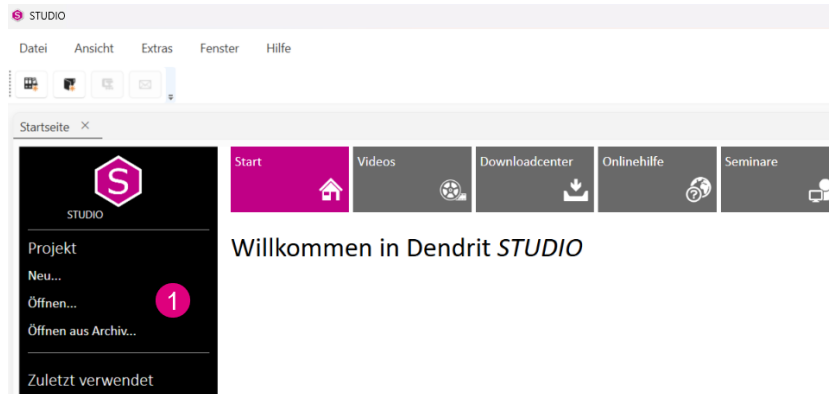 STUDIO
Datei Ansicht Extras Fenster Hilfe
Startseite
Start Videos Downloadcenter Onlinehilfe Seminare
S
STUDIO
Willkommen in Dendrit STUDIO
Projekt
Neu...
Öffnen...
1
Öffnen aus Archiv...
Zuletzt verwendet